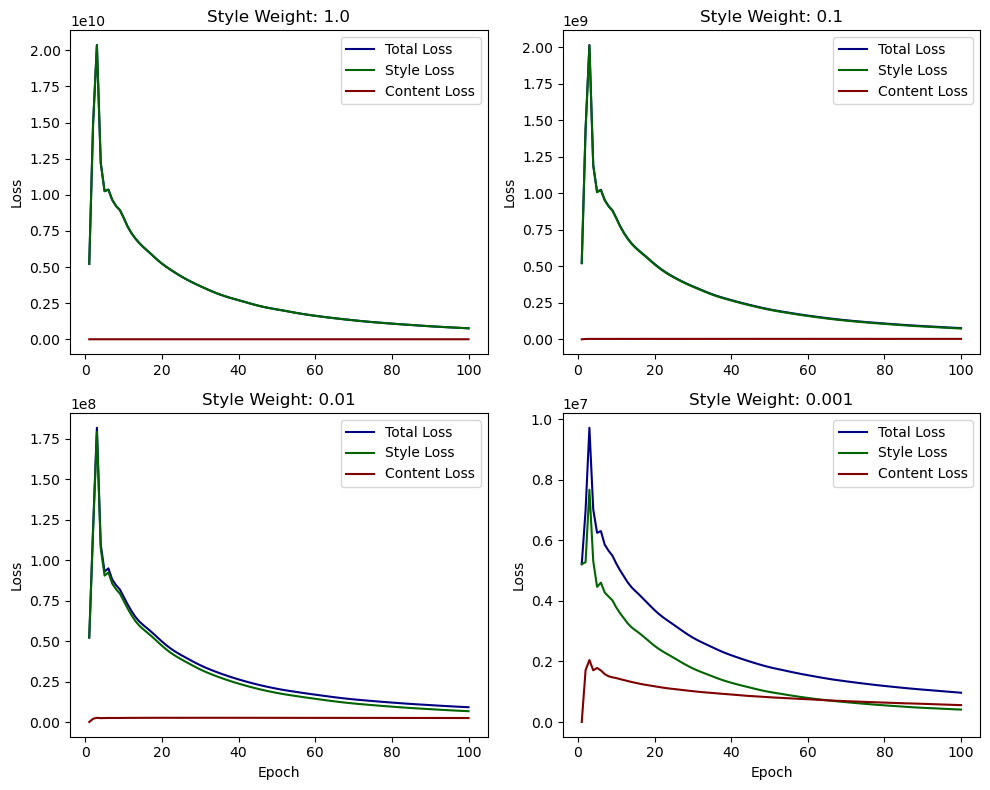 Style Weight: 1.0
1e10
Total Loss
Style Loss
Content Loss
2.00
1.75
1.50
1.25
1.00
0.75
0.50
0.25
0.00
Loss
0 20 40 60 80 100
Style Weight: 0.1
1e9
Total Loss
Style Loss
Content Loss
2.00
1.75
1.50
1.25
1.00
0.75
0.50
0.25
0.00
Loss
0 20 40 60 80 100
Style Weight: 0.01
1e8
Total Loss
Style Loss
Content Loss
1.75
1.50
1.25
1.00
0.75
0.50
0.25
0.00
Loss
0 20 40 60 80 100
Epoch
Style Weight: 0.001
1e7
Total Loss
Style Loss
Content Loss
1.0
0.8
0.6
0.4
0.2
0.0
Loss
0 20 40 60 80 100
Epoch